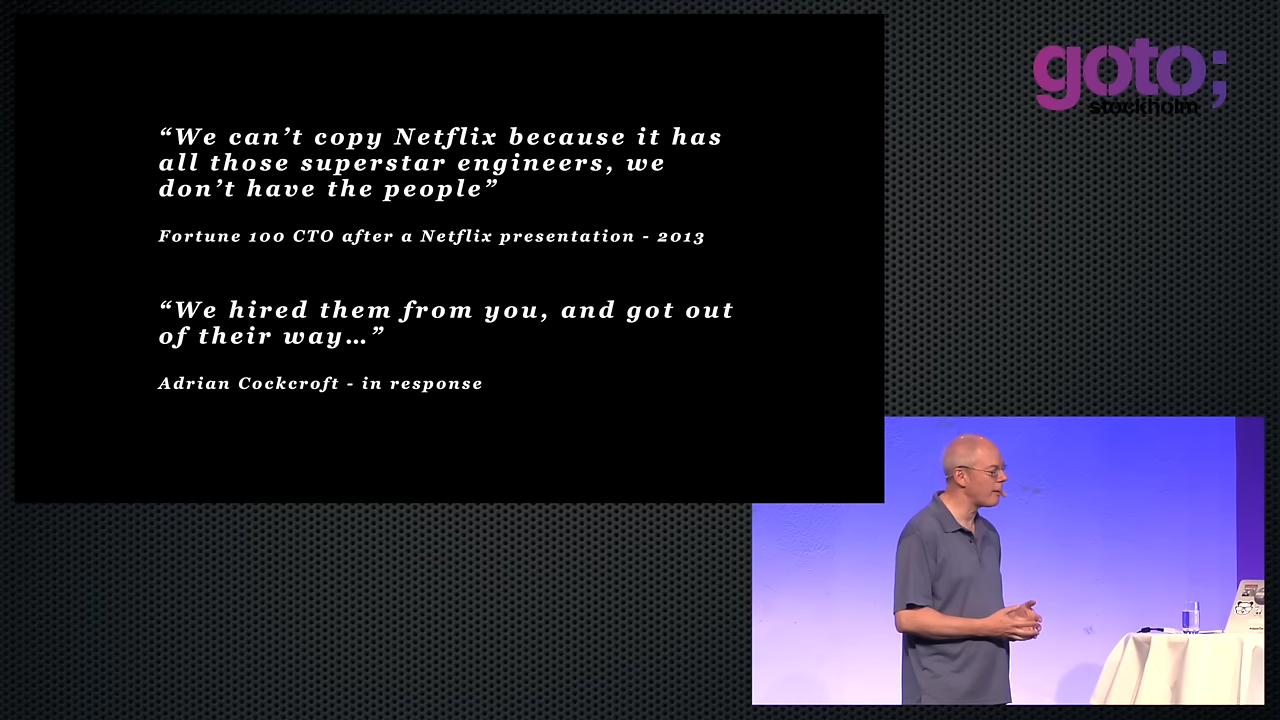 “We can’t copy Netflix because it has
all those superstar engineers, we
don’t have the people”
Fortune 100 CTO after a Netflix presentation - 2013
“We hired them from you, and got out
of their way…”
Adrian Cockcroft - in response
goto;
stockholm